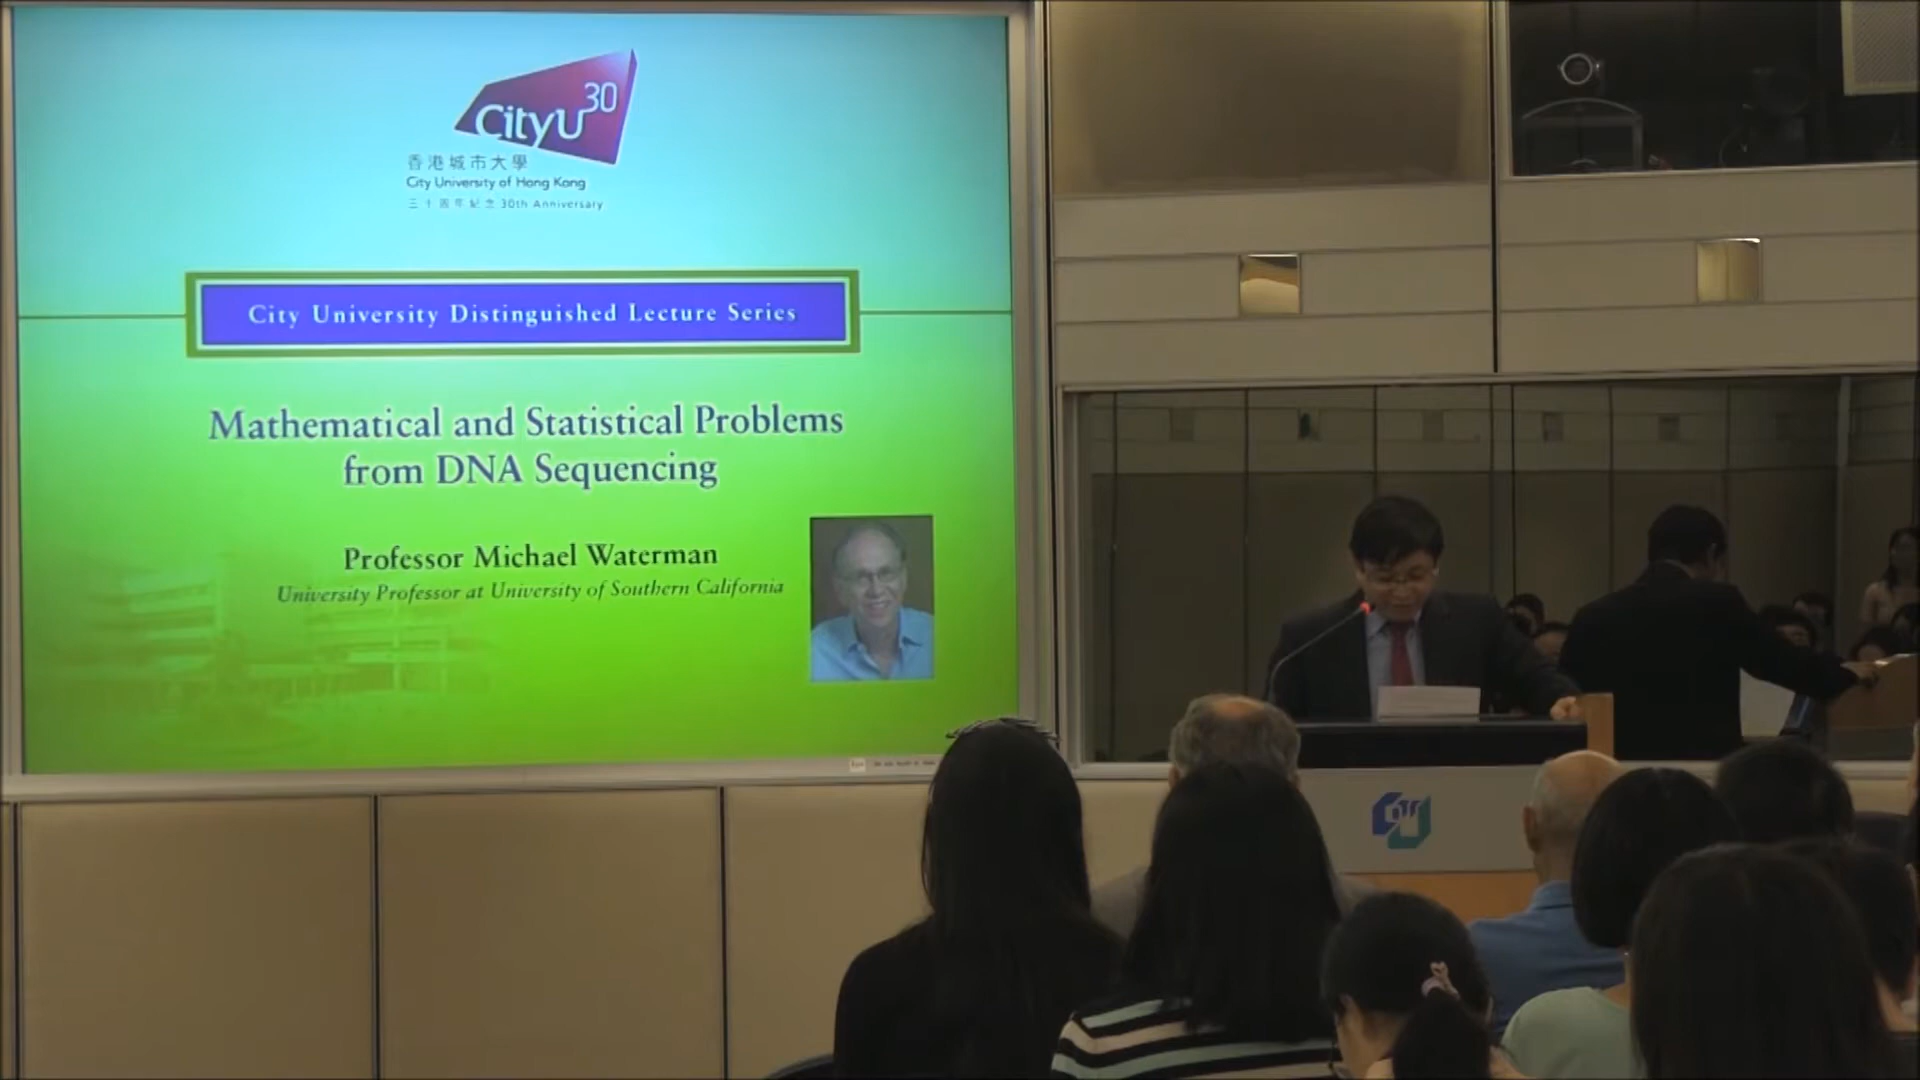 CityU30
香港城市大學
City University of Hong Kong
三十周年紀念 30th Anniversary
City University Distinguished Lecture Series
Mathematical and Statistical Problems
from DNA Sequencing
Professor Michael Waterman
University Professor at University of Southern California